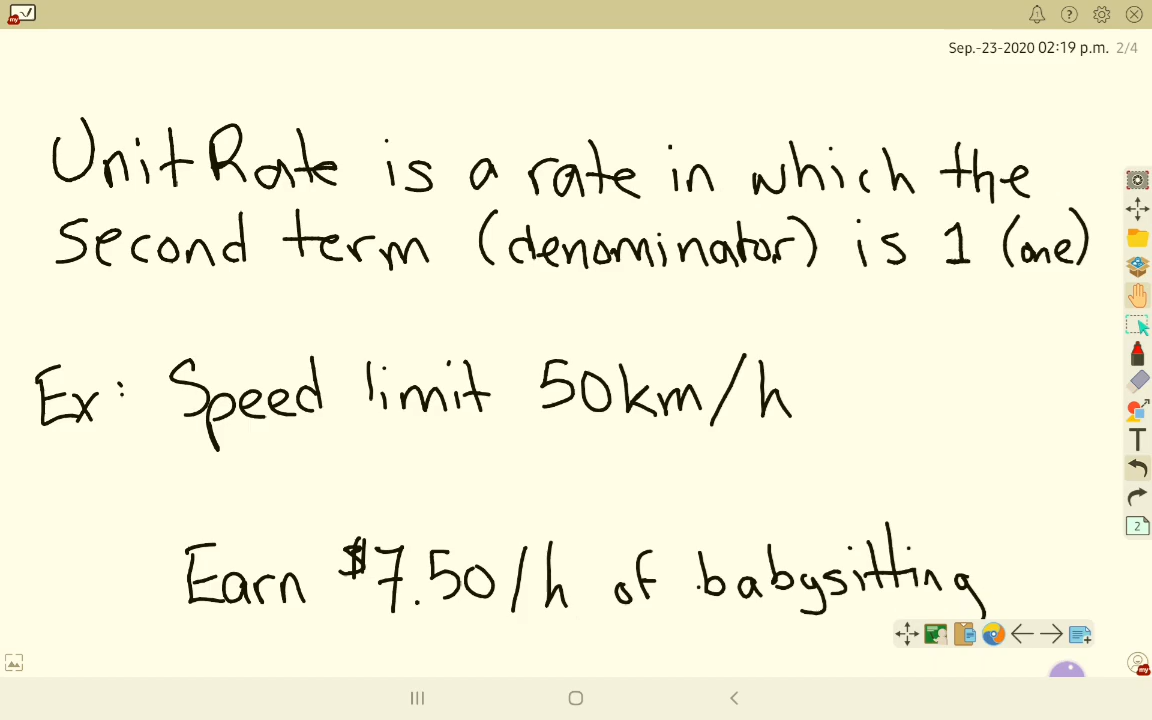 Sep.-23-2020 02:19 p.m. 2/4
Unit Rate is a rate in which the
second term (denominator) is 1 (one)
Ex: Speed limit 50km/h
Earn $7.50/h of babysitting
T
2